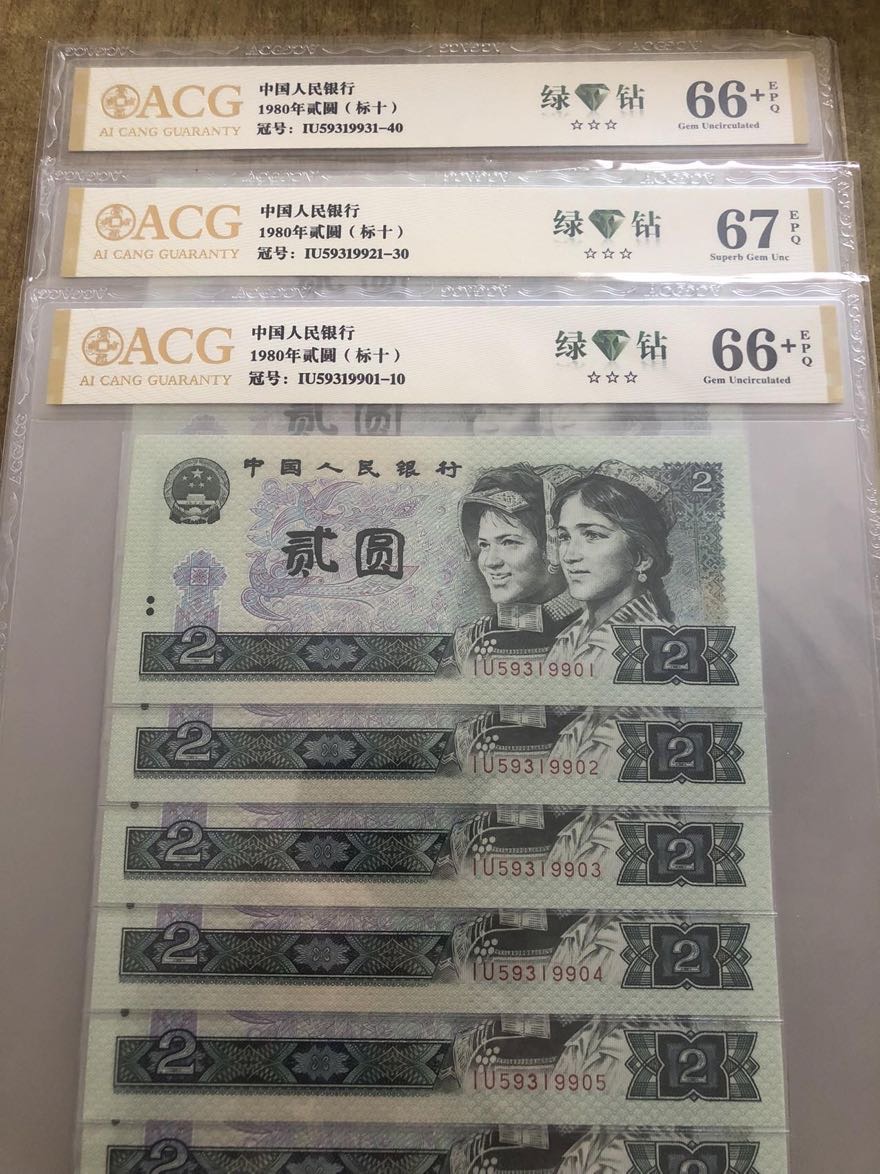 ACG
AI CANG GUARANTY
中国人民银行
1980年贰圆（标十）
冠号：IU59319931-40
绿 钻
☆☆☆
66+ EPQ
Gem Uncirculated
ACG
AI CANG GUARANTY
中国人民银行
1980年贰圆（标十）
冠号：IU59319921-30
绿 钻
☆☆☆
67 EPQ
Superb Gem Unc
ACG
AI CANG GUARANTY
中国人民银行
1980年贰圆（标十）
冠号：IU59319901-10
绿 钻
☆☆☆
66+ EPQ
Gem Uncirculated
贰圆
中国人民银行
2
贰圆
2
IU59319901
2
2
IU59319902
2
2
IU59319903
2
2
IU59319904
2
2
IU59319905
2
2
2